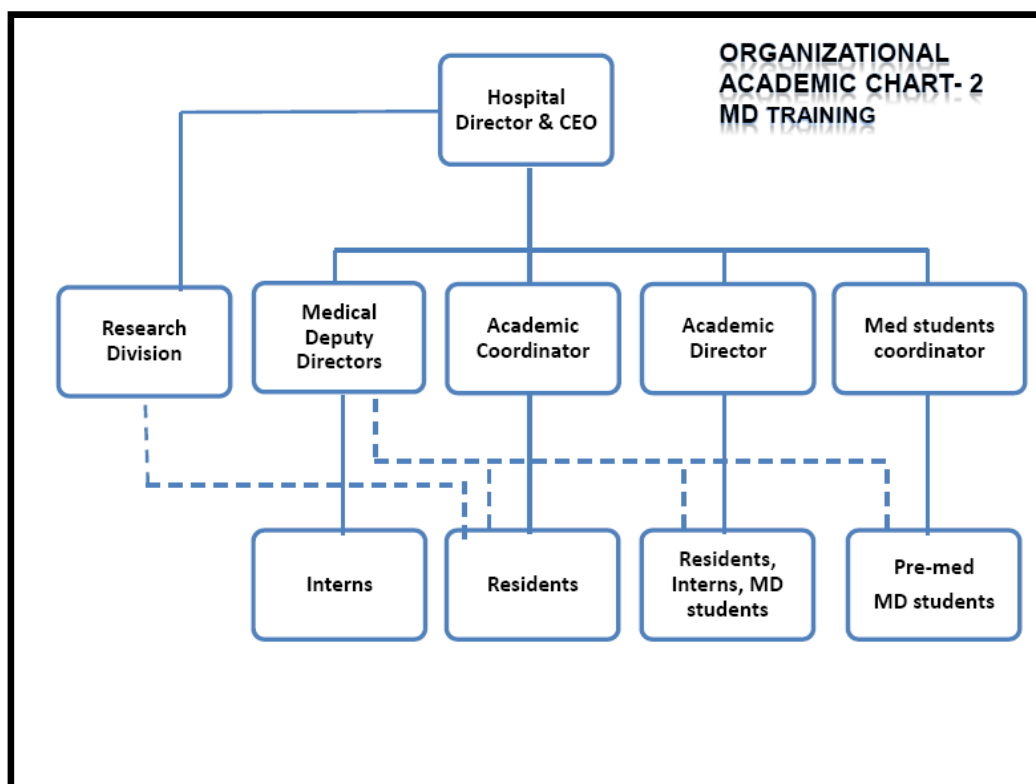 ORGANIZATIONAL
ACADEMIC CHART- 2
MD TRAINING
Hospital
Director & CEO
Research
Division
Medical
Deputy
Directors
Academic
Coordinator
Academic
Director
Med students
coordinator
Interns
Residents
Residents,
Interns, MD
students
Pre-med
MD students